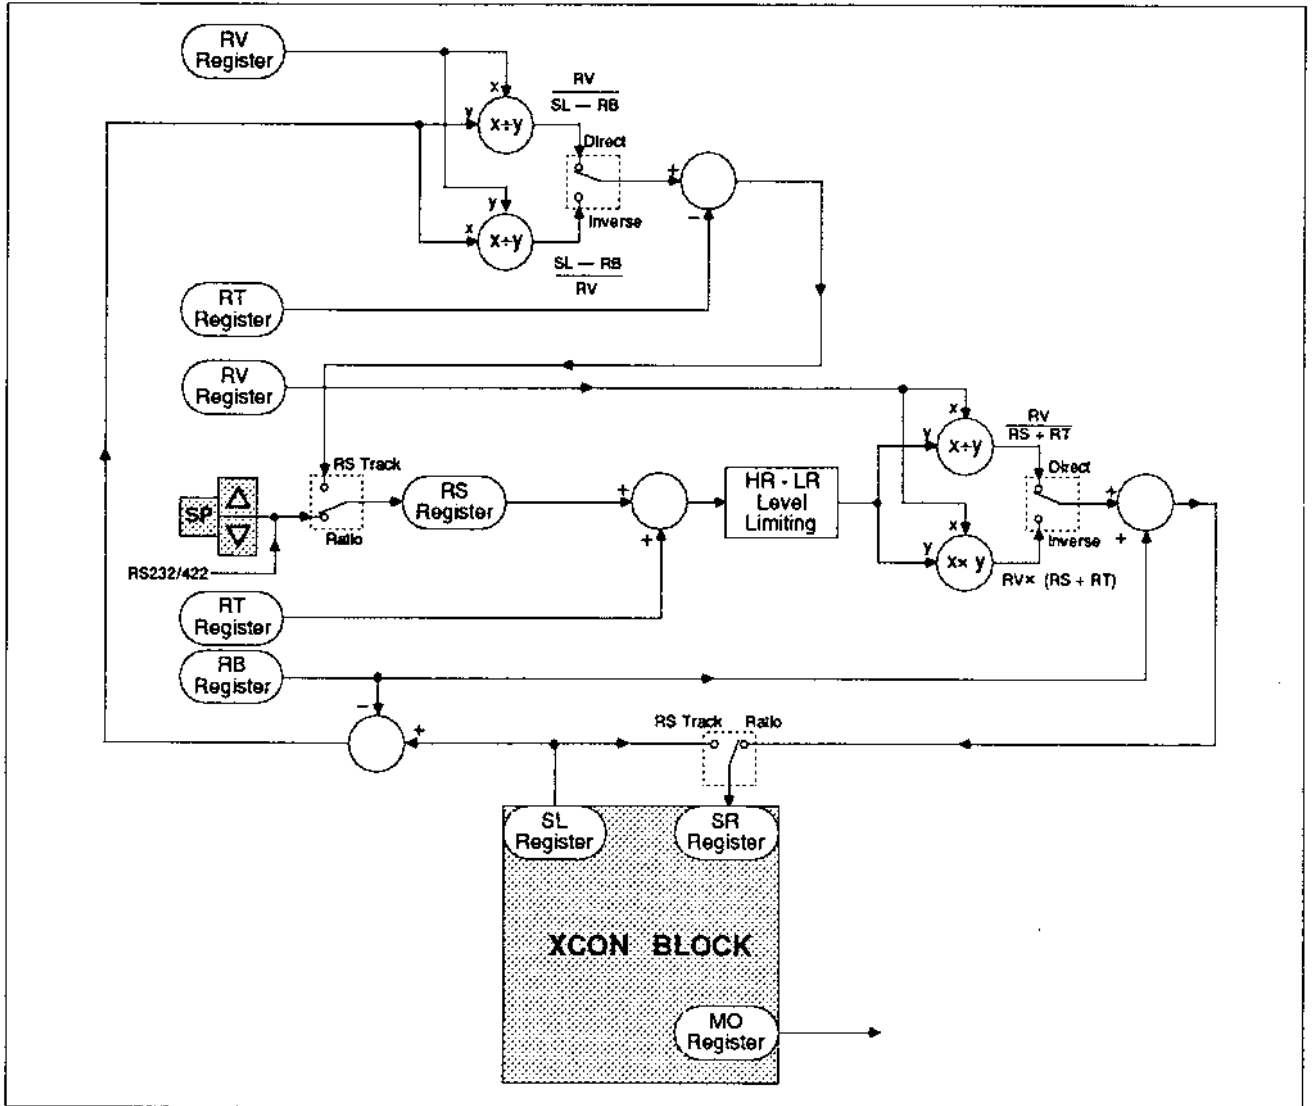 RV
Register
x
RV
SL — RB
y
x÷y
Direct
+
y
−
x
x÷y
Inverse
SL — RB
RV
RT
Register
RV
Register
x
RV
RS + RT
y
x÷y
RS Track
Direct
SP
RS
Register
+
HR - LR
Level
Limiting
+
Ratio
+
x
+
Inverse
y
x× y
RS232/422
RV× (RS + RT)
RT
Register
RB
Register
−
+
RS Track
Ratio
SL
Register
SR
Register
XCON BLOCK
MO
Register